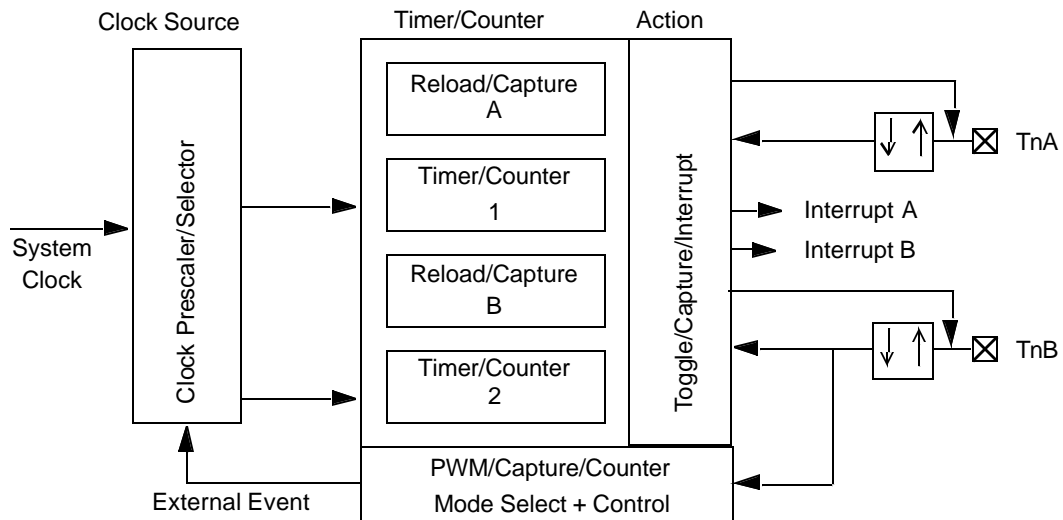 Clock Source
Timer/Counter
Action
Reload/Capture
A
TnA
Timer/Counter
1
Interrupt A
Interrupt B
System
Clock
Clock Prescaler/Selector
Toggle/Capture/Interrupt
Reload/Capture
B
TnB
Timer/Counter
2
PWM/Capture/Counter
Mode Select + Control
External Event